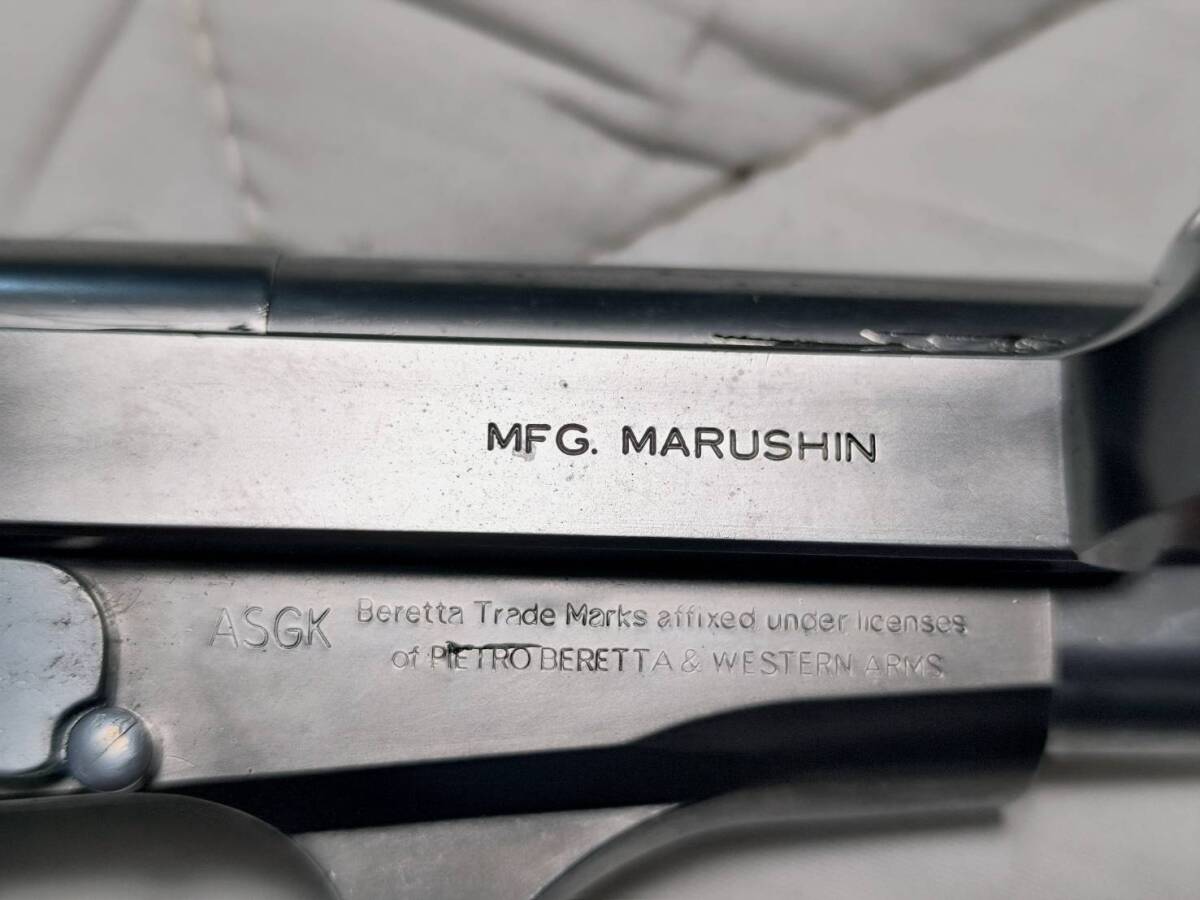 MFG. MARUSHIN
ASGK
Beretta Trade Marks affixed under licenses
of PIETRO BERETTA & WESTERN ARMS